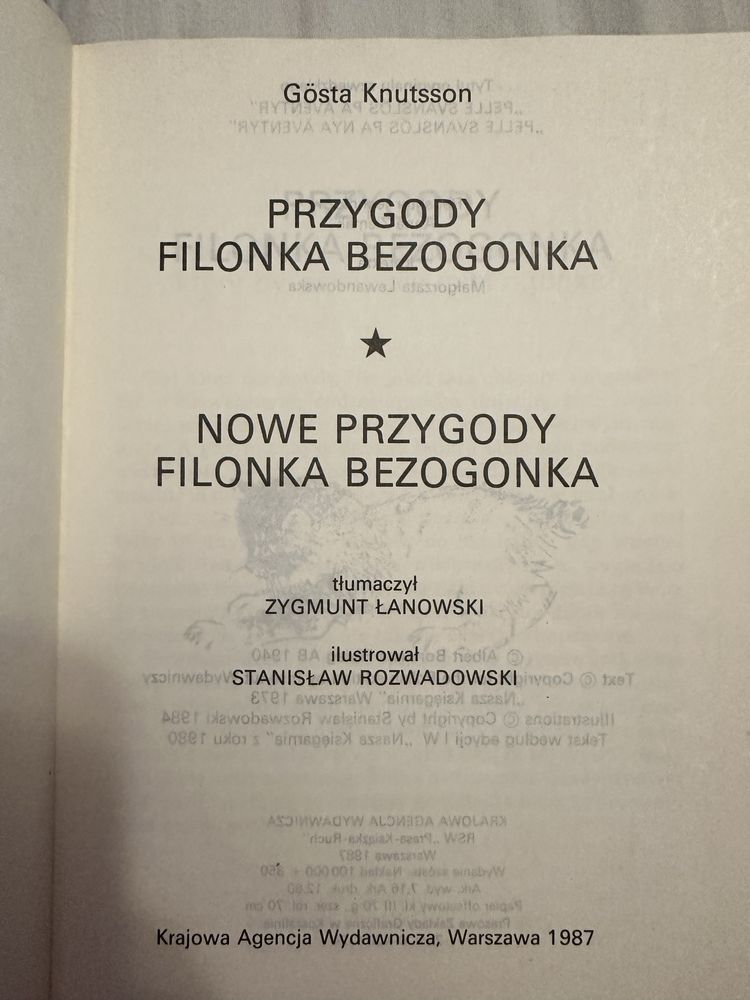 Gösta Knutsson
PRZYGODY
FILONKA BEZOGONKA
★
NOWE PRZYGODY
FILONKA BEZOGONKA
tłumaczył
ZYGMUNT ŁANOWSKI
ilustrował
STANISŁAW ROZWADOWSKI
Krajowa Agencja Wydawnicza, Warszawa 1987